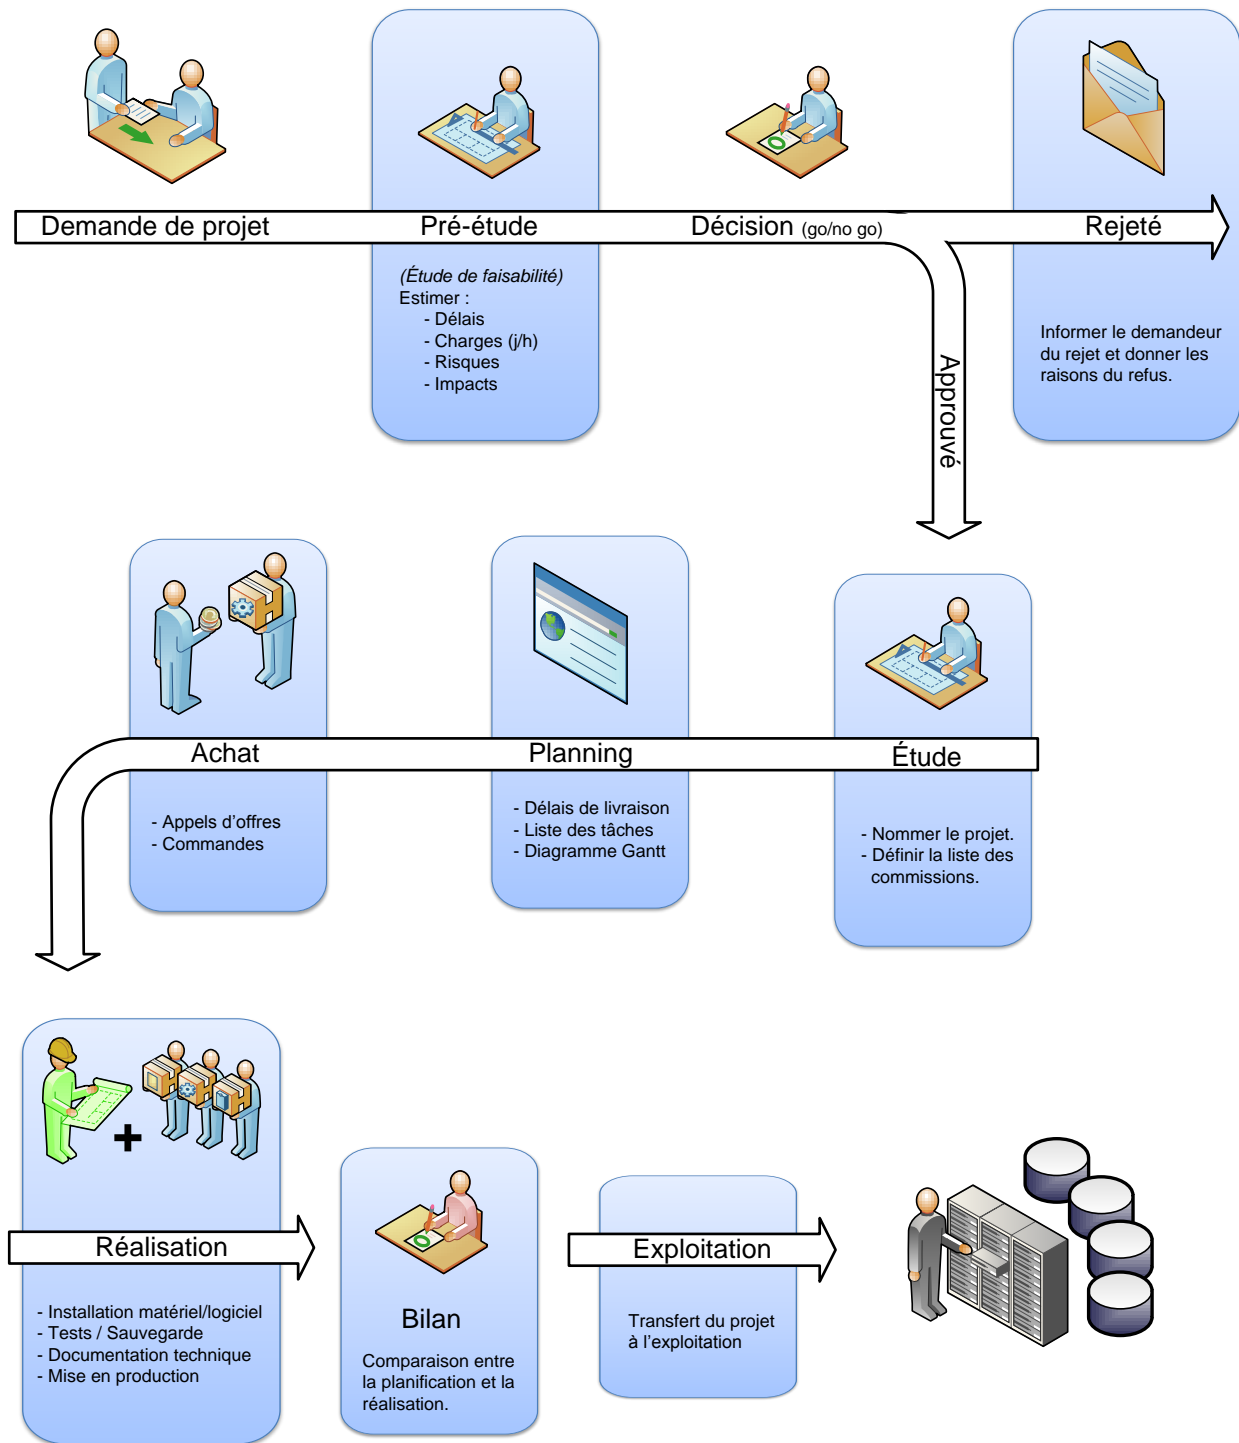 Demande de projet
Pré-étude
Décision (go/no go)
Rejeté
(Étude de faisabilité)
Estimer :
- Délais
- Charges (j/h)
- Risques
- Impacts
Informer le demandeur
du rejet et donner les
raisons du refus.
Approuvé
Achat
Planning
Étude
- Appels d’offres
- Commandes
- Délais de livraison
- Liste des tâches
- Diagramme Gantt
- Nommer le projet.
- Définir la liste des
commissions.
Réalisation
- Installation matériel/logiciel
- Tests / Sauvegarde
- Documentation technique
- Mise en production
Bilan
Comparaison entre
la planification et la
réalisation.
Exploitation
Transfert du projet
à l’exploitation